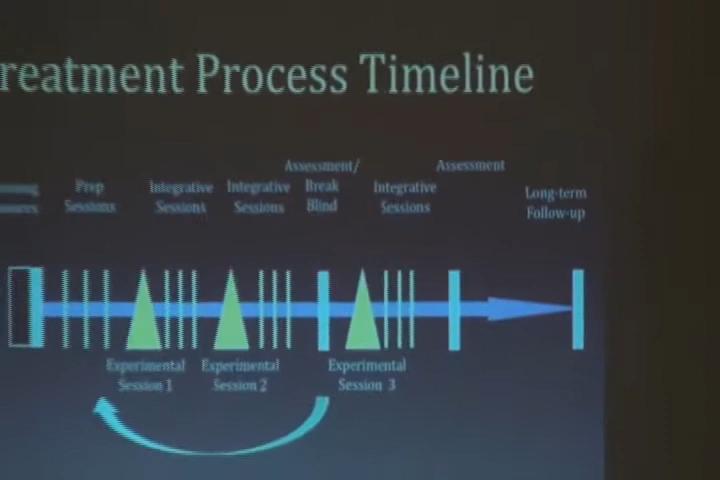 reatment Process Timeline
Assessment/
Break
Blind
Assessment
Prep
Sessions
Integrative
Sessions
Integrative
Sessions
Integrative
Sessions
Long-term
Follow-up
Experimental
Session 1
Experimental
Session 2
Experimental
Session 3